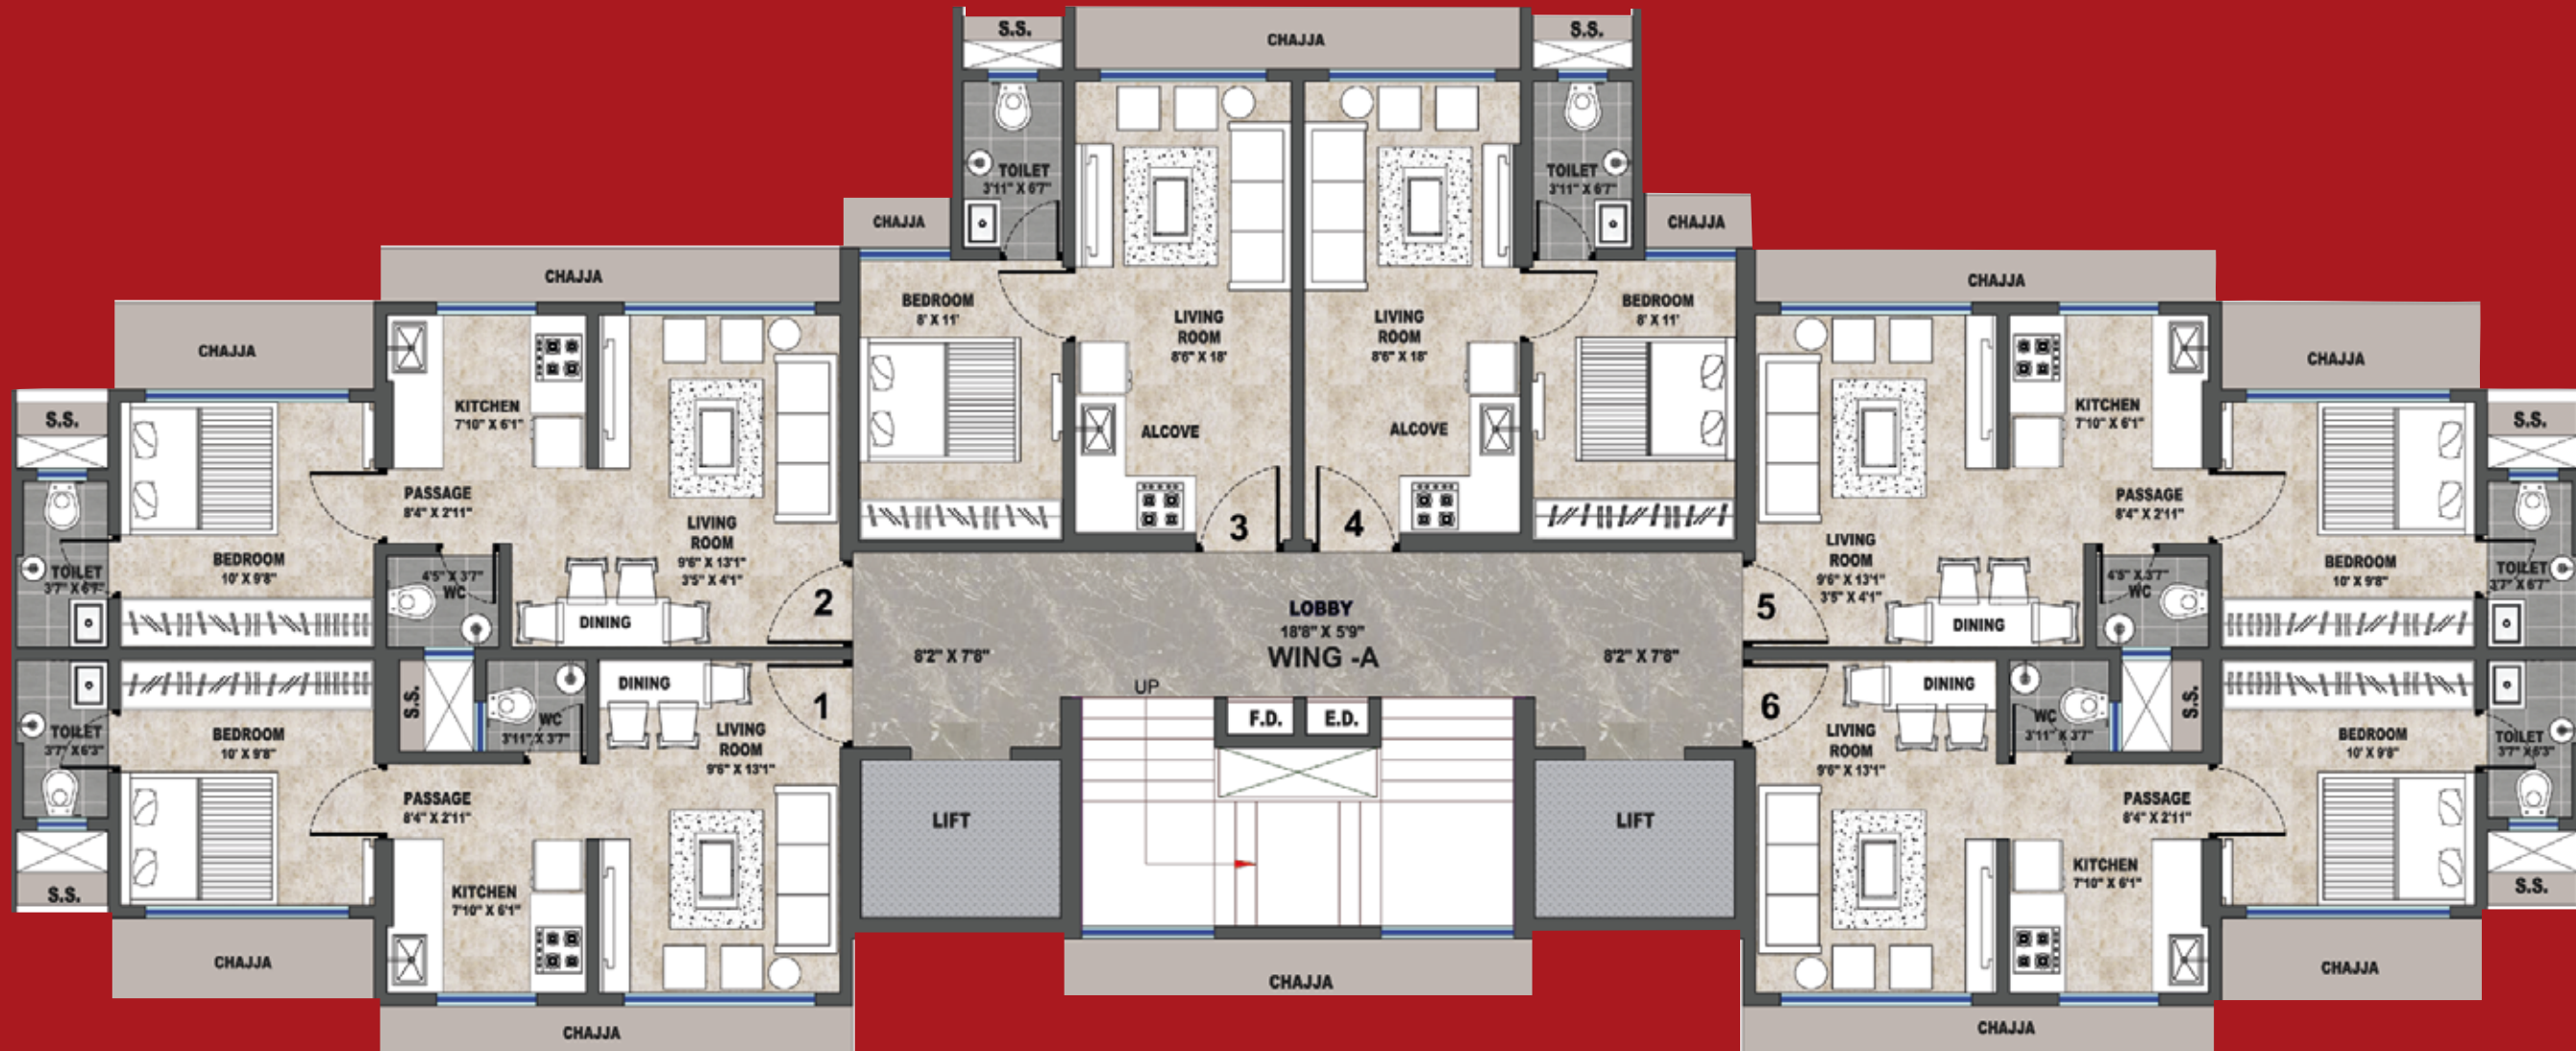 S.S.
CHAJJA
S.S.
TOILET
3'11" X 6'7"
TOILET
3'11" X 6'7"
CHAJJA
CHAJJA
CHAJJA
CHAJJA
BEDROOM
8' X 11'
LIVING
ROOM
8'6" X 18'
LIVING
ROOM
8'6" X 18'
BEDROOM
8' X 11'
CHAJJA
CHAJJA
S.S.
KITCHEN
7'10" X 6'1"
ALCOVE
ALCOVE
KITCHEN
7'10" X 6'1"
S.S.
PASSAGE
8'4" X 2'11"
LIVING
ROOM
9'6" X 13'1"
3'5" X 4'1"
3
4
PASSAGE
8'4" X 2'11"
LIVING
ROOM
9'6" X 13'1"
3'5" X 4'1"
TOILET
3'7" X 6'7"
BEDROOM
10' X 9'8"
4'5" X 3'7"
WC
DINING
2
LOBBY
18'8" X 5'9"
WING -A
8'2" X 7'8"
8'2" X 7'8"
5
DINING
4'5" X 3'7"
WC
BEDROOM
10' X 9'8"
TOILET
3'7" X 6'7"
TOILET
3'7" X 6'3"
BEDROOM
10' X 9'8"
S.S.
WC
3'11" X 3'7"
DINING
LIVING
ROOM
9'6" X 13'1"
1
UP
F.D.
E.D.
6
DINING
LIVING
ROOM
9'6" X 13'1"
WC
3'11" X 3'7"
S.S.
BEDROOM
10' X 9'8"
TOILET
3'7" X 6'3"
PASSAGE
8'4" X 2'11"
LIFT
LIFT
PASSAGE
8'4" X 2'11"
S.S.
KITCHEN
7'10" X 6'1"
KITCHEN
7'10" X 6'1"
S.S.
CHAJJA
CHAJJA
CHAJJA
CHAJJA
CHAJJA